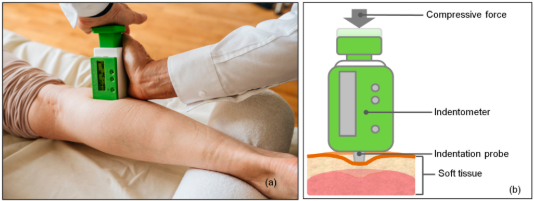 Compressive force
Indentometer
Indentation probe
Soft tissue
(a)
(b)